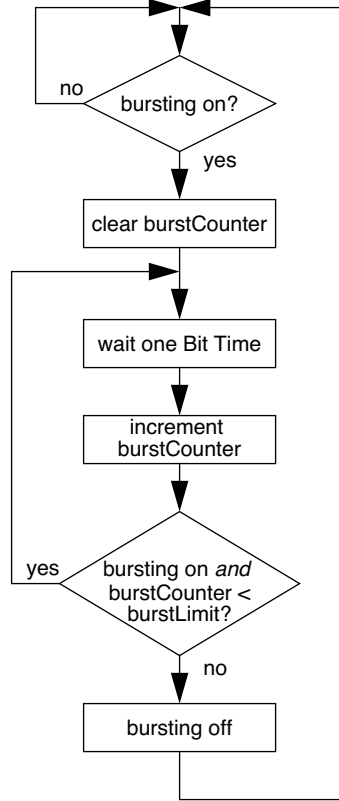 no
bursting on?
yes
clear burstCounter
wait one Bit Time
increment
burstCounter
yes
bursting on and
burstCounter <
burstLimit?
no
bursting off